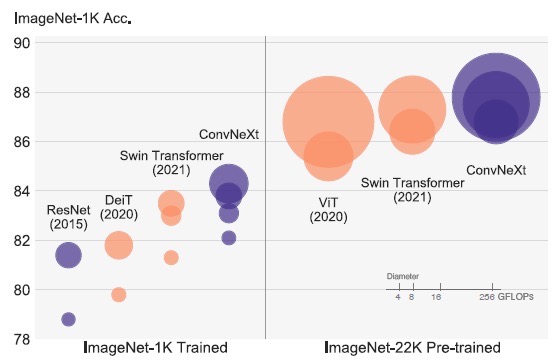 ImageNet-1K Acc.
90
88
86
84
82
80
78
ResNet
(2015)
DeiT
(2020)
Swin Transformer
(2021)
ConvNeXt
ViT
(2020)
Swin Transformer
(2021)
ConvNeXt
Diameter
4 8 16 256 GFLOPs
ImageNet-1K Trained
ImageNet-22K Pre-trained